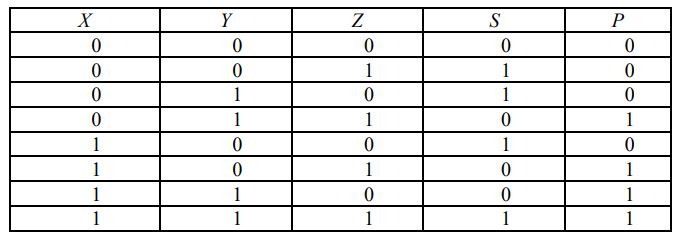 X Y Z S P
0 0 0 0 0
0 0 1 1 0
0 1 0 1 0
0 1 1 0 1
1 0 0 1 0
1 0 1 0 1
1 1 0 0 1
1 1 1 1 1